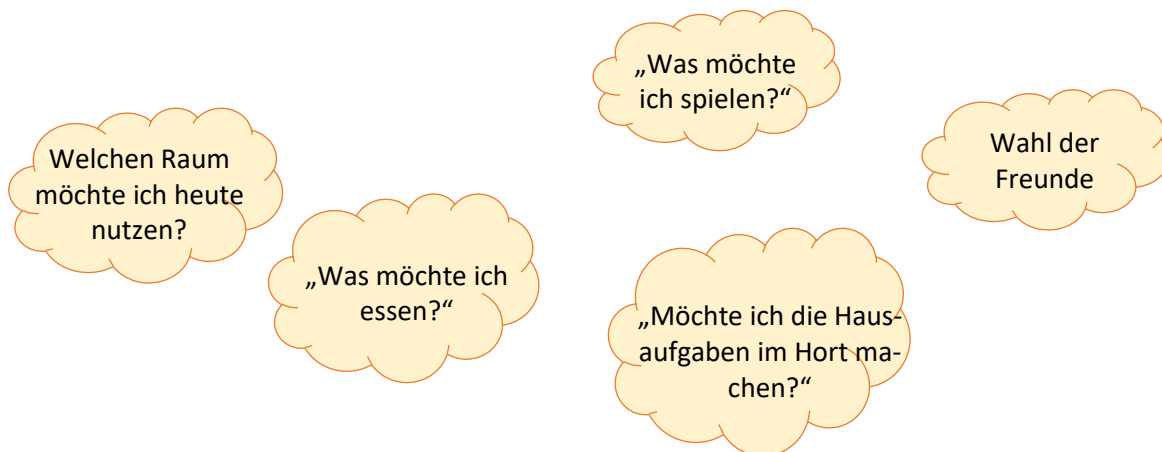 „Was möchte
ich spielen?“
Wahl der
Freunde
Welchen Raum
möchte ich heute
nutzen?
„Was möchte ich
essen?“
„Möchte ich die Haus-
aufgaben im Hort ma-
chen?“